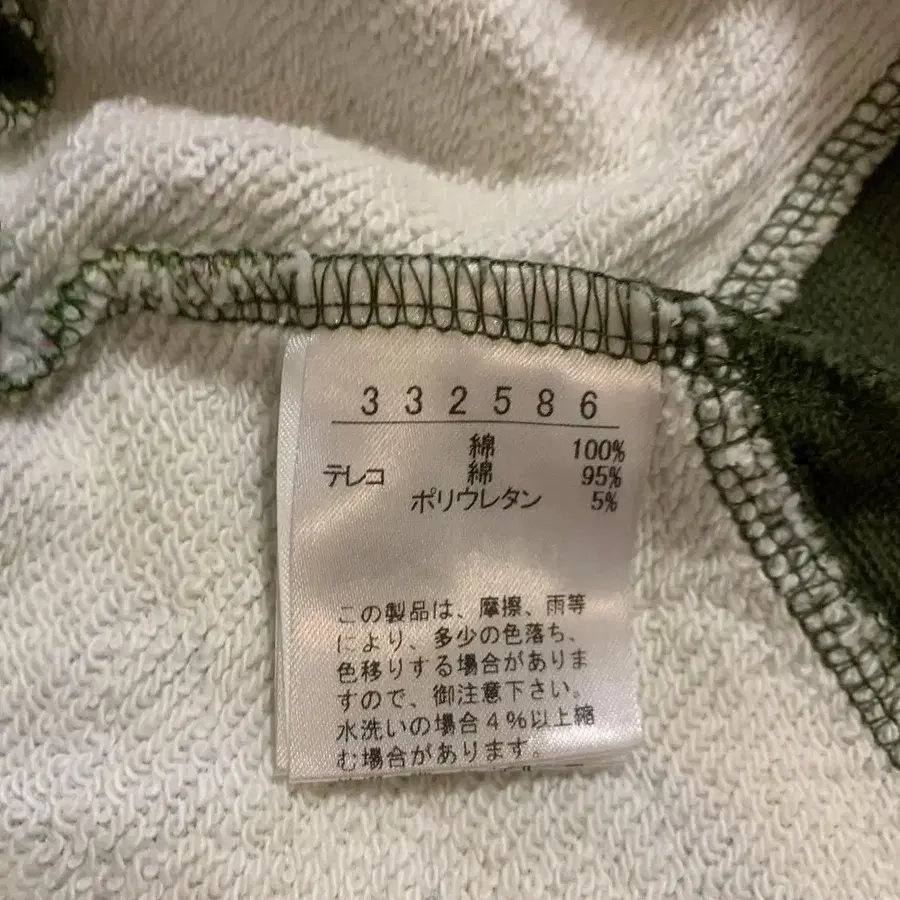 332586
綿 100%
テレコ 綿 95%
ポリウレタン 5%
この製品は、摩擦、雨等
により、多少の色落ち、
色移りする場合がありま
すので、御注意下さい。
水洗いの場合4%以上縮
む場合があります。